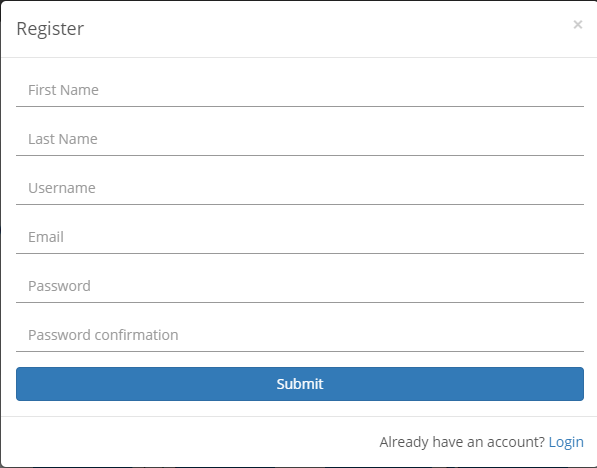 Register ×
First Name
Last Name
Username
Email
Password
Password confirmation
Submit
Already have an account? Login